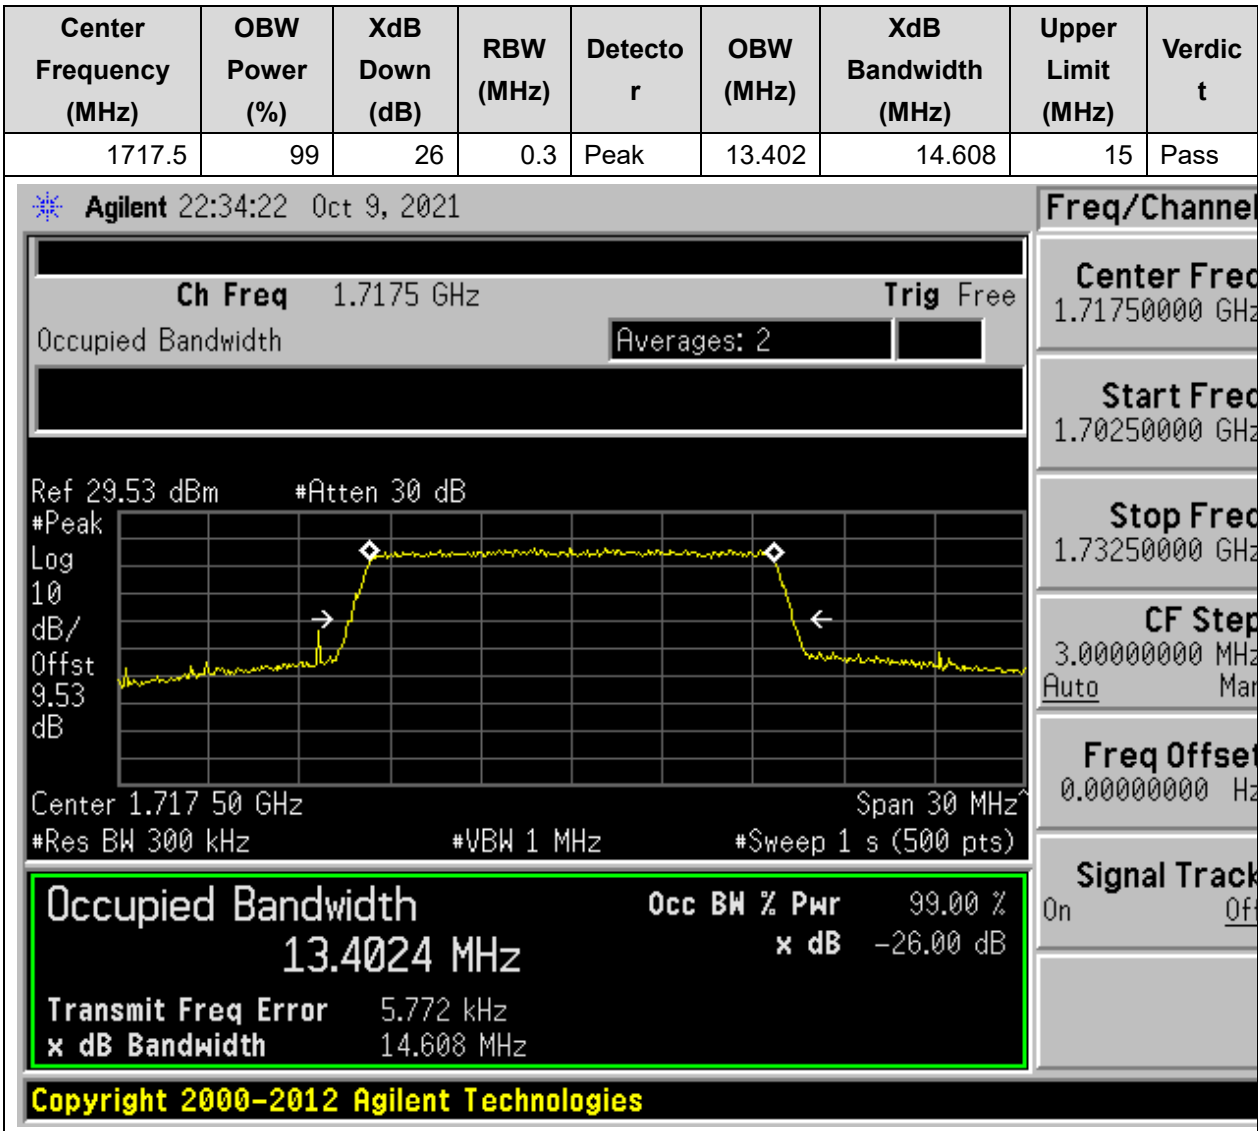 Center Frequency (MHz) OBW Power (%) XdB Down (dB) RBW (MHz) Detecto r OBW (MHz) XdB Bandwidth (MHz) Upper Limit (MHz) Verdic t
1717.5 99 26 0.3 Peak 13.402 14.608 15 Pass
Agilent 22:34:22 Oct 9, 2021
Freq/Channel
Ch Freq 1.7175 GHz Trig Free
Occupied Bandwidth Averages: 2
Center Freq
1.71750000 GHz
Start Freq
1.70250000 GHz
Stop Freq
1.73250000 GHz
CF Step
3.00000000 MHz
Auto Man
Freq Offset
0.00000000 Hz
Signal Track
On Off
Ref 29.53 dBm #Atten 30 dB
#Peak
Log
10
dB/
Offst
9.53
dB
Center 1.717 50 GHz Span 30 MHz^
#Res BW 300 kHz #VBW 1 MHz #Sweep 1 s (500 pts)
Occupied Bandwidth Occ BW % Pwr 99.00 %
13.4024 MHz x dB -26.00 dB
Transmit Freq Error 5.772 kHz
x dB Bandwidth 14.608 MHz
Copyright 2000-2012 Agilent Technologies